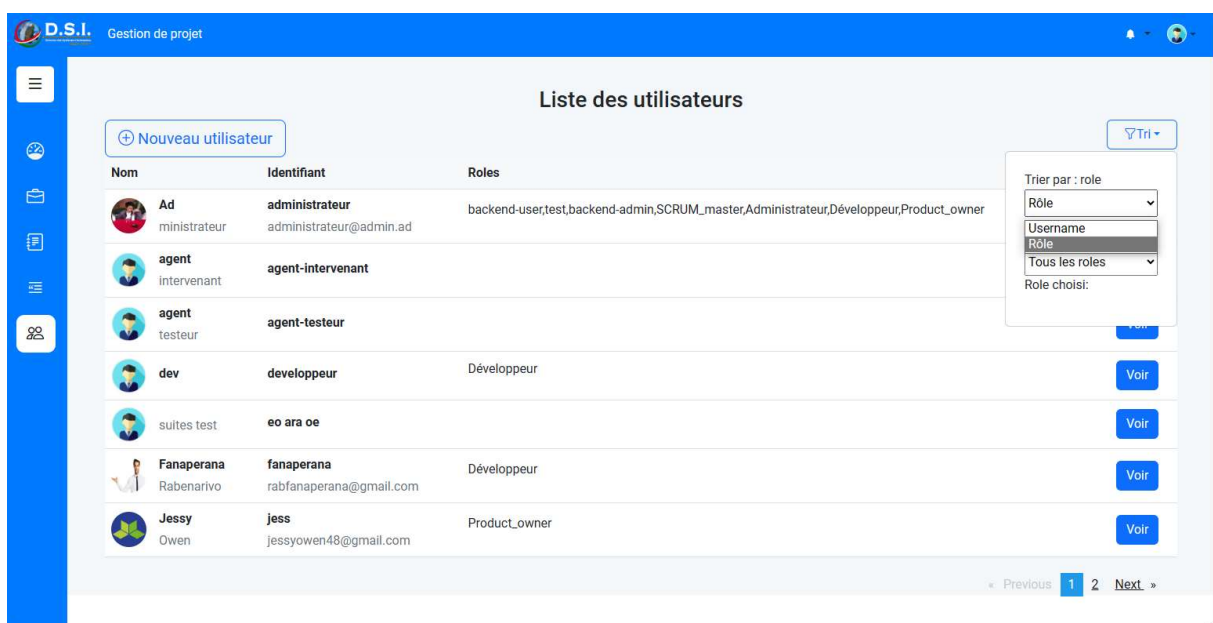 D.S.I. Gestion de projet
Liste des utilisateurs
Nouveau utilisateur
Tri
Nom Identifiant Roles
Trier par : role
Rôle
Username
Rôle
Tous les roles
Role choisi:
Ad administrateur backend-user,test,backend-admin,SCRUM_master,Administrateur,Développeur,Product_owner
ministrateur administrateur@admin.ad
agent agent-intervenant
intervenant
agent agent-testeur
testeur
Voir
dev developpeur Développeur Voir
suites test eo ara oe Voir
Fanaperana fanaperana Développeur Voir
Rabenarivo rabfanaperana@gmail.com
Jessy jess Product_owner Voir
Owen jessyowen48@gmail.com
« Previous 1 2 Next »